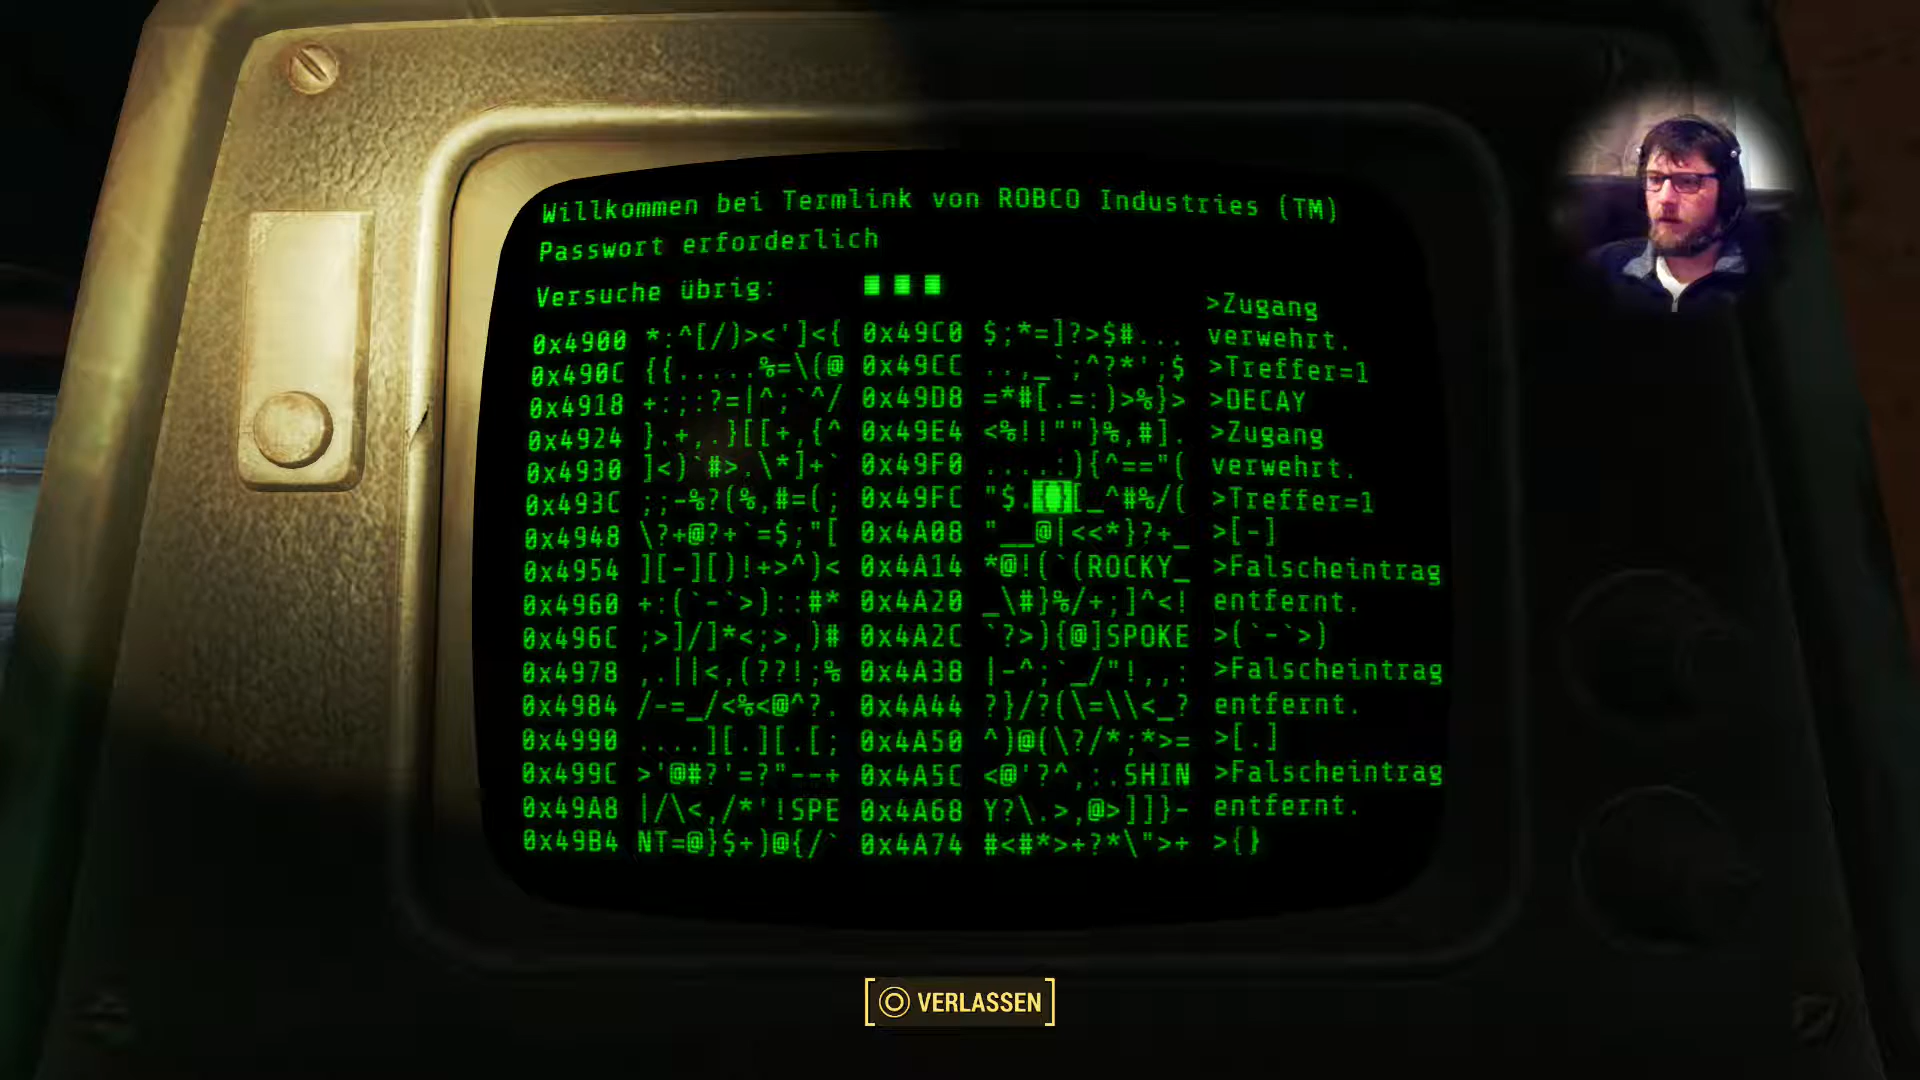 Willkommen bei Termlink von ROBCO Industries (TM)
Passwort erforderlich
Versuche übrig:
0x4900 *:^[/)><']<{
0x490C {{.....%=\(@
0x4918 +:;:?=|^;`^/
0x4924 }.+,.}[[+,{^
0x4930 ]<)`#>.\*]+`
0x493C ;;-%?(%,#=(;
0x4948 \?+@?+`=$;"[
0x4954 ][-][()!+>^)<
0x4960 +:(`-`>)::#*
0x496C ;>]/]*<;>,)#
0x4978 ,.||<,(??!;%
0x4984 /-=_/<%<@^?.
0x4990 ....][.][.[;
0x499C >'@#?'=?"--+
0x49A8 |/\<,/*'!SPE
0x49B4 NT=@}$+)@{/`
0x49C0 $;*=]?>$#...
0x49CC ..,_`;^?*';$
0x49D8 =*#[.=:)>%}>
0x49E4 <%!!""}%,#].
0x49F0 ....:){^=="(
0x49FC "$.{}[_^#%/(
0x4A08 "__@|<<*}?+_
0x4A14 *@!(`(ROCKY_
0x4A20 _\#}%/+;]^<!
0x4A2C `?>){@]SPOKE
0x4A38 |-^;`_/"!,,:
0x4A44 ?}/?(\=\\<_?
0x4A50 ^)@(\?/*;*>=
0x4A5C <@'?^,:.SHIN
0x4A68 Y?\.>,@>]]}-
0x4A74 #<#*>+?*\">+
>Zugang
verwehrt.
>Treffer=1
>DECAY
>Zugang
verwehrt.
>Treffer=1
>[-]
>Falscheintrag
entfernt.
>(`-`>)
>Falscheintrag
entfernt.
>[.]
>Falscheintrag
entfernt.
>{}
VERLASSEN